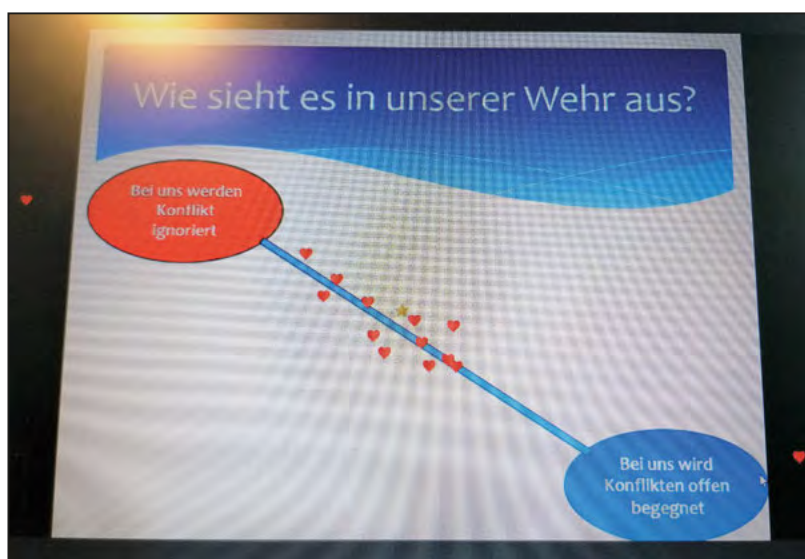 Wie sieht es in unserer Wehr aus?
Bei uns werden
Konflikt
ignoriert
Bei uns wird
Konflikten offen
begegnet